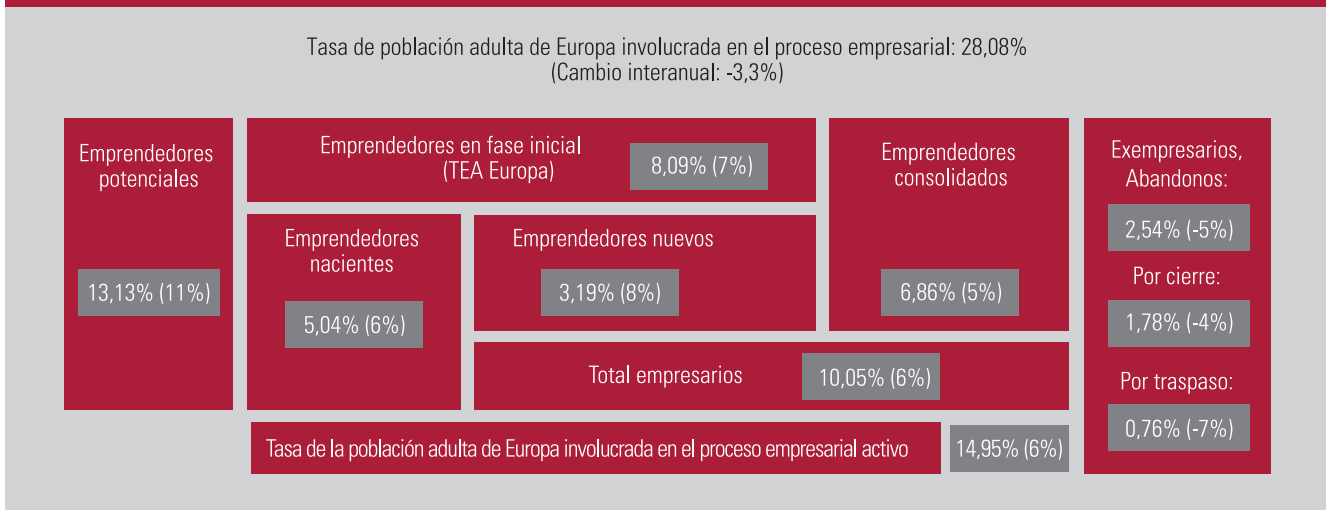 Tasa de población adulta de Europa involucrada en el proceso empresarial: 28,08%
(Cambio interanual: -3,3%)
Emprendedores
potenciales
13,13% (11%)
Emprendedores en fase inicial
(TEA Europa)
8,09% (7%)
Emprendedores
nacientes
5,04% (6%)
Emprendedores nuevos
3,19% (8%)
Emprendedores
consolidados
6,86% (5%)
Total empresarios
10,05% (6%)
Tasa de la población adulta de Europa involucrada en el proceso empresarial activo
14,95% (6%)
Exempresarios,
Abandonos:
2,54% (-5%)
Por cierre:
1,78% (-4%)
Por traspaso:
0,76% (-7%)